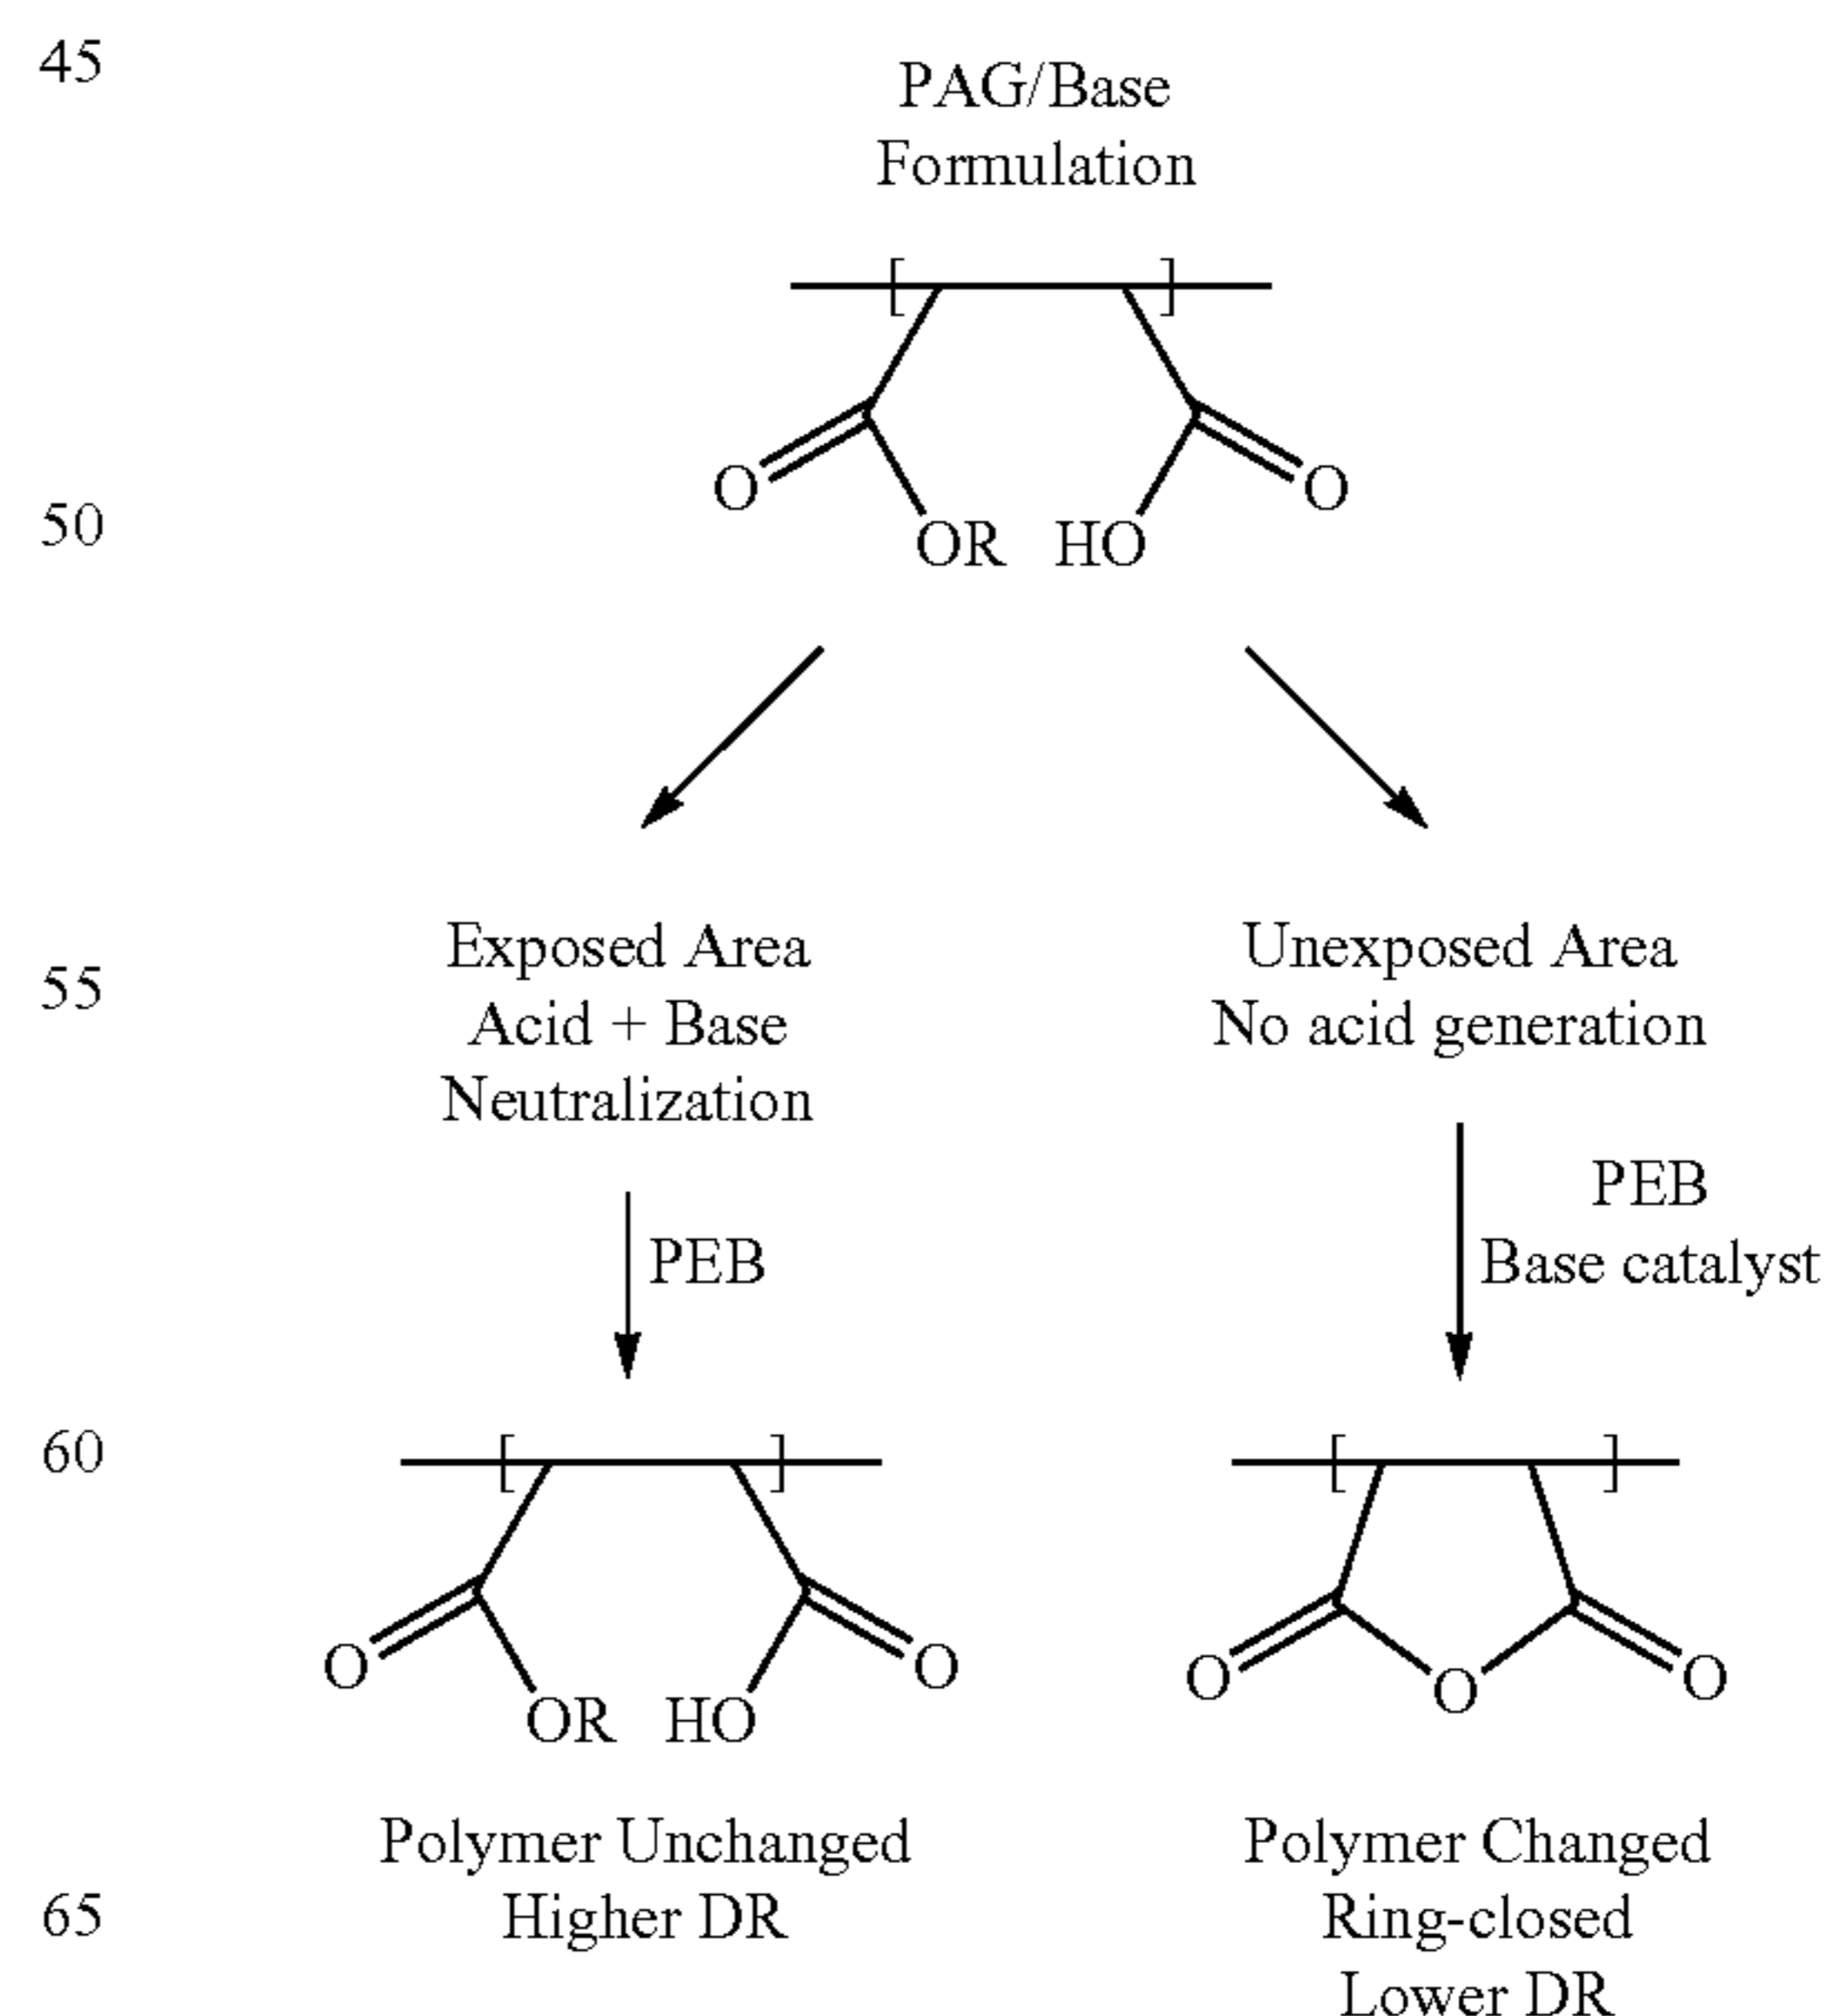 45
PAG/Base
Formulation
[ ]
O O
50
OR HO
Exposed Area
Acid + Base
Neutralization
Unexposed Area
No acid generation
55
PEB
PEB
Base catalyst
60
[ ]
[ ]
O O
OR HO
O O
O
Polymer Unchanged
Higher DR
Polymer Changed
Ring-closed
Lower DR
65